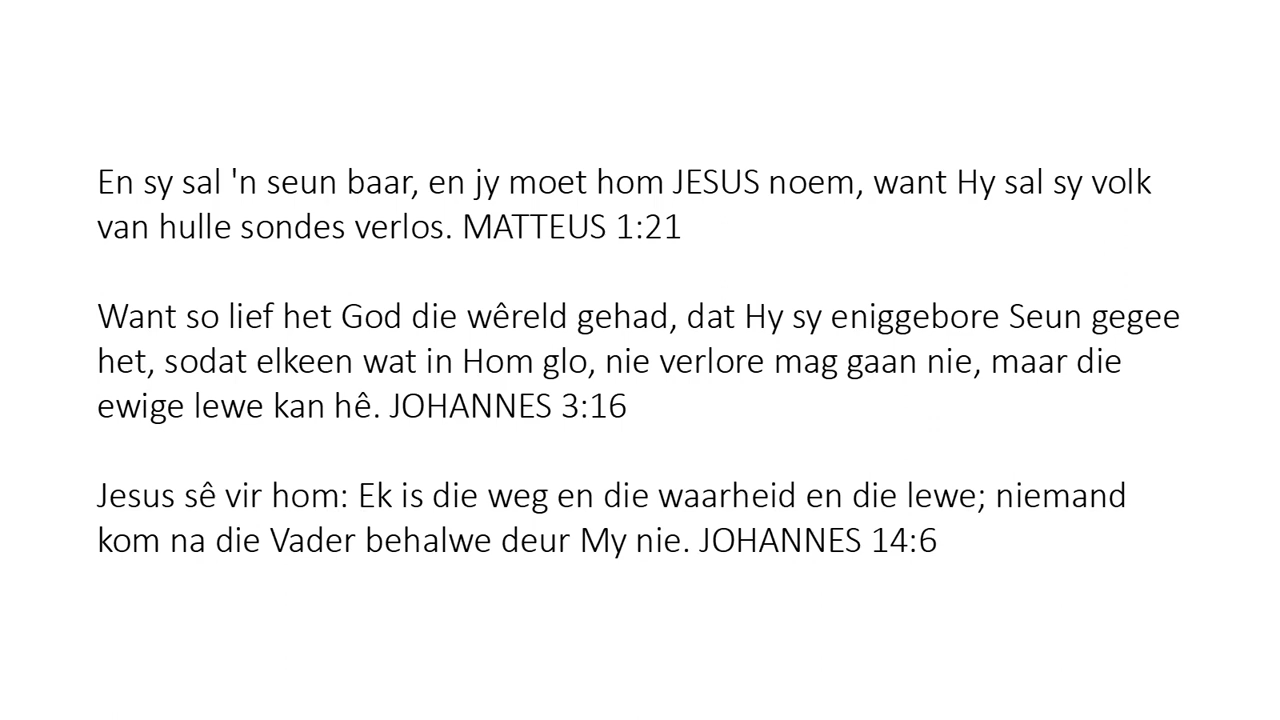 En sy sal 'n seun baar, en jy moet hom JESUS noem, want Hy sal sy volk
van hulle sondes verlos. MATTEUS 1:21
Want so lief het God die wêreld gehad, dat Hy sy eniggebore Seun gegee
het, sodat elkeen wat in Hom glo, nie verlore mag gaan nie, maar die
ewige lewe kan hê. JOHANNES 3:16
Jesus sê vir hom: Ek is die weg en die waarheid en die lewe; niemand
kom na die Vader behalwe deur My nie. JOHANNES 14:6